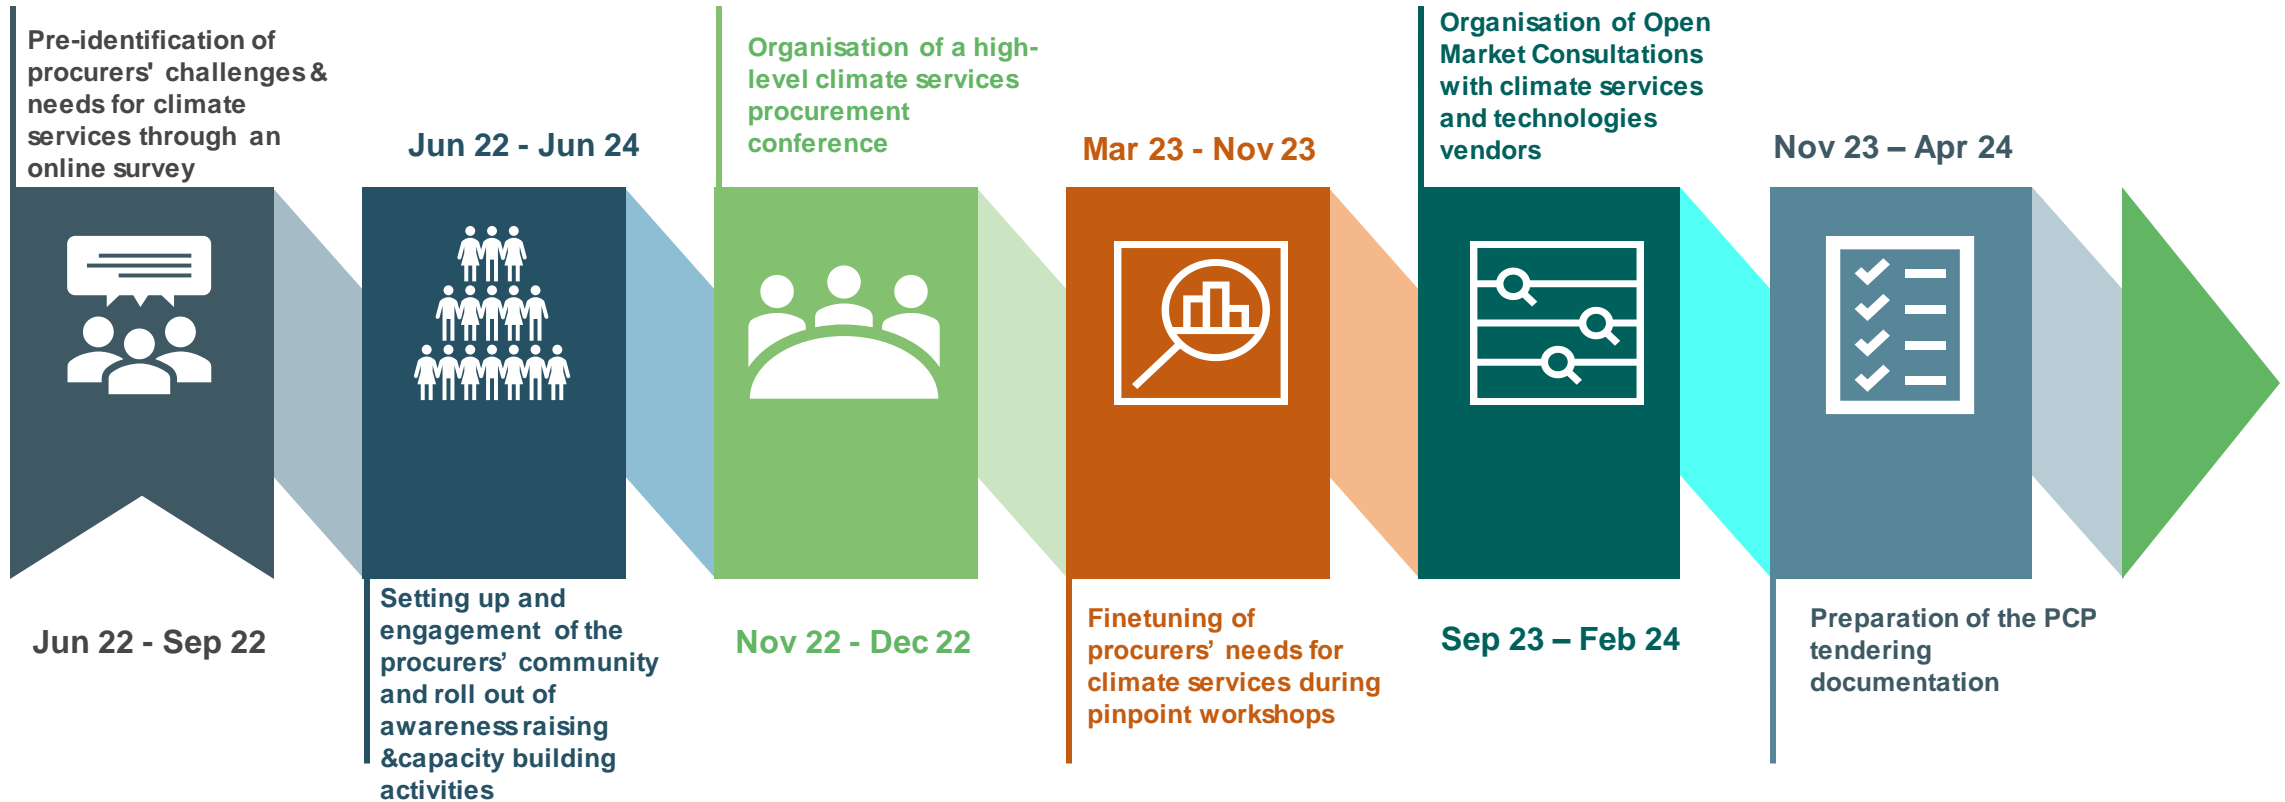 Pre-identification of
procurers' challenges &
needs for climate
services through an
online survey
Jun 22 - Sep 22
Jun 22 - Jun 24
Setting up and
engagement of the
procurers’ community
and roll out of
awareness raising
&capacity building
activities
Organisation of a high-
level climate services
procurement
conference
Nov 22 - Dec 22
Mar 23 - Nov 23
Finetuning of
procurers’ needs for
climate services during
pinpoint workshops
Organisation of Open
Market Consultations
with climate services
and technologies
vendors
Sep 23 – Feb 24
Nov 23 – Apr 24
Preparation of the PCP
tendering
documentation